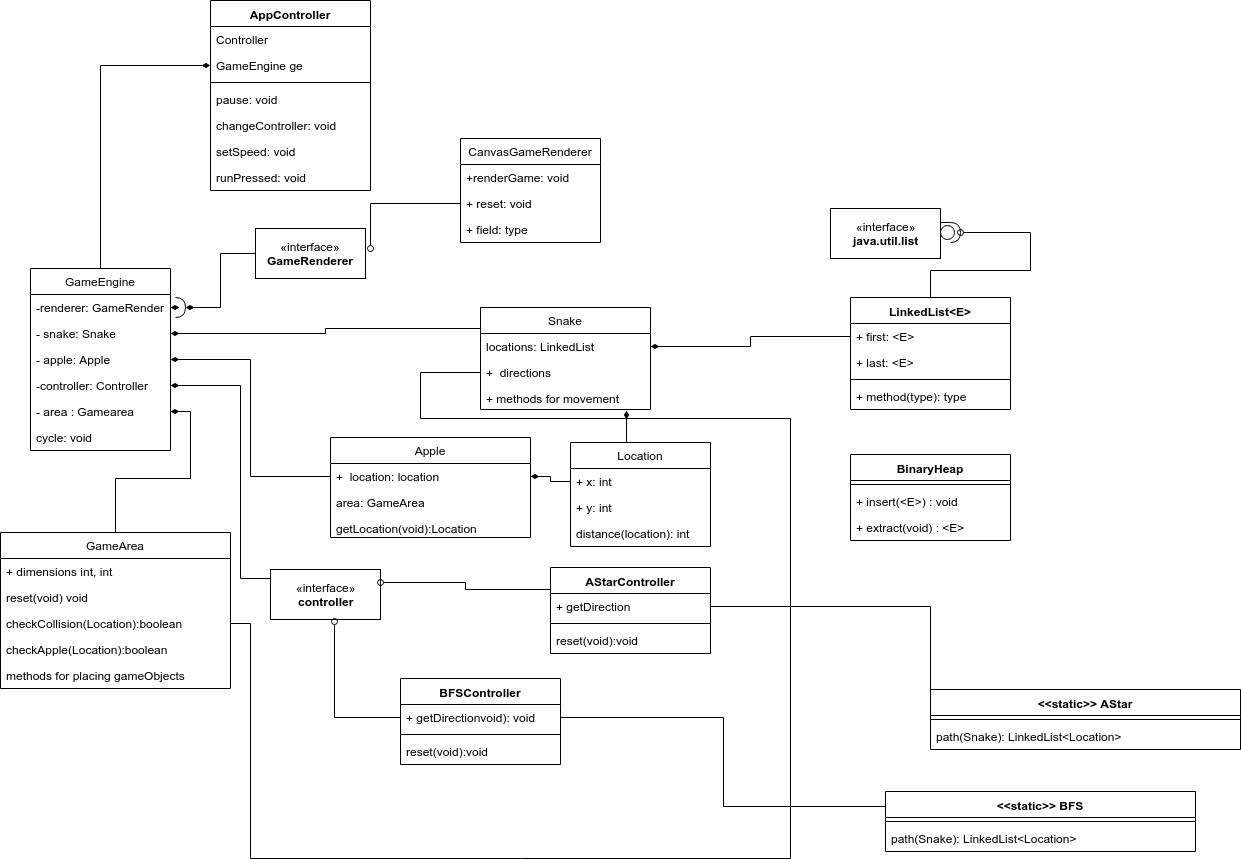 AppController
Controller
GameEngine ge
pause: void
changeController: void
setSpeed: void
runPressed: void
CanvasGameRenderer
+renderGame: void
+ reset: void
+ field: type
«interface»
GameRenderer
«interface»
java.util.list
GameEngine
-renderer: GameRender
- snake: Snake
- apple: Apple
-controller: Controller
- area : Gamearea
cycle: void
Snake
locations: LinkedList
+  directions
+ methods for movement
LinkedList<E>
+ first: <E>
+ last: <E>
+ method(type): type
Apple
+  location: location
area: GameArea
getLocation(void):Location
Location
+ x: int
+ y: int
distance(location): int
BinaryHeap
+ insert(<E>) : void
+ extract(void) : <E>
GameArea
+ dimensions int, int
reset(void) void
checkCollision(Location):boolean
checkApple(Location):boolean
methods for placing gameObjects
«interface»
controller
AStarController
+ getDirection
reset(void):void
BFSController
+ getDirectionvoid): void
reset(void):void
<<static>> AStar
path(Snake): LinkedList<Location>
<<static>> BFS
path(Snake): LinkedList<Location>